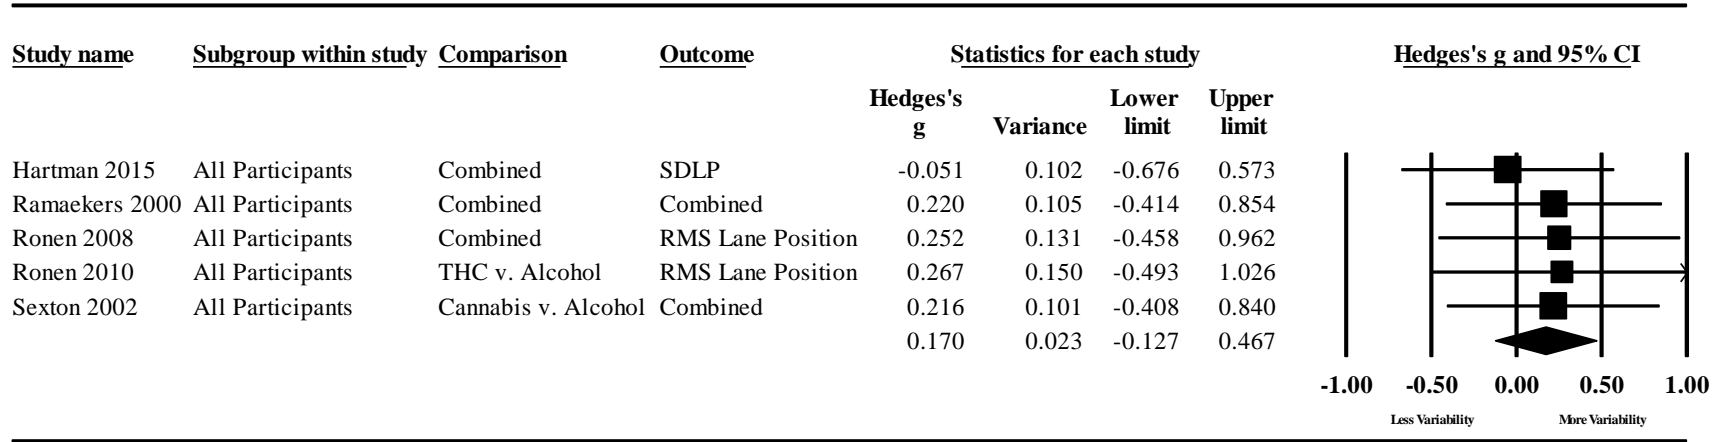 Study name Subgroup within study Comparison Outcome Statistics for each study Hedges's g and 95% CI
Hedges's Lower Upper
g Variance limit limit
Hartman 2015 All Participants Combined SDLP -0.051 0.102 -0.676 0.573
Ramaekers 2000 All Participants Combined Combined 0.220 0.105 -0.414 0.854
Ronen 2008 All Participants Combined RMS Lane Position 0.252 0.131 -0.458 0.962
Ronen 2010 All Participants THC v. Alcohol RMS Lane Position 0.267 0.150 -0.493 1.026
Sexton 2002 All Participants Cannabis v. Alcohol Combined 0.216 0.101 -0.408 0.840
0.170 0.023 -0.127 0.467
-1.00 -0.50 0.00 0.50 1.00
Less Variability More Variability